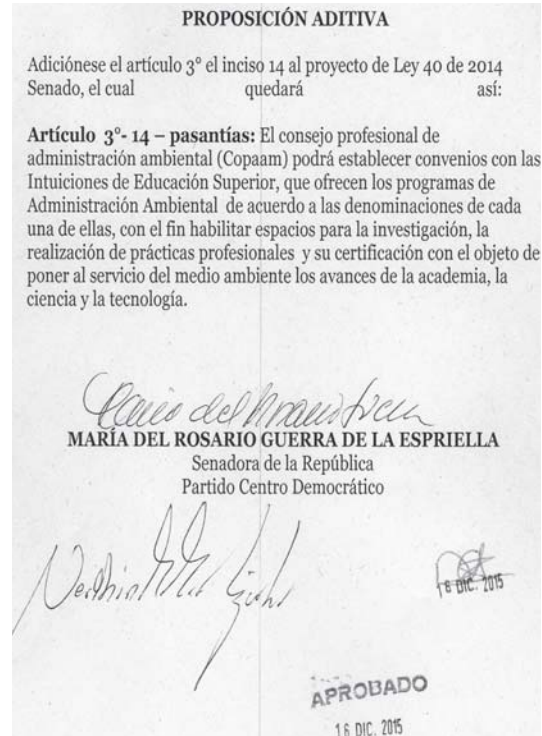 PROPOSICIÓN ADITIVA
Adiciónese el artículo 3° el inciso 14 al proyecto de Ley 40 de 2014
Senado, el cual quedará así:
Artículo 3°- 14 – pasantías: El consejo profesional de
administración ambiental (Copaam) podrá establecer convenios con las
Intuiciones de Educación Superior, que ofrecen los programas de
Administración Ambiental de acuerdo a las denominaciones de cada
una de ellas, con el fin habilitar espacios para la investigación, la
realización de prácticas profesionales y su certificación con el objeto de
poner al servicio del medio ambiente los avances de la academia, la
ciencia y la tecnología.
MARÍA DEL ROSARIO GUERRA DE LA ESPRIELLA
Senadora de la República
Partido Centro Democrático
16 DIC. 2015
APROBADO
16 DIC. 2015